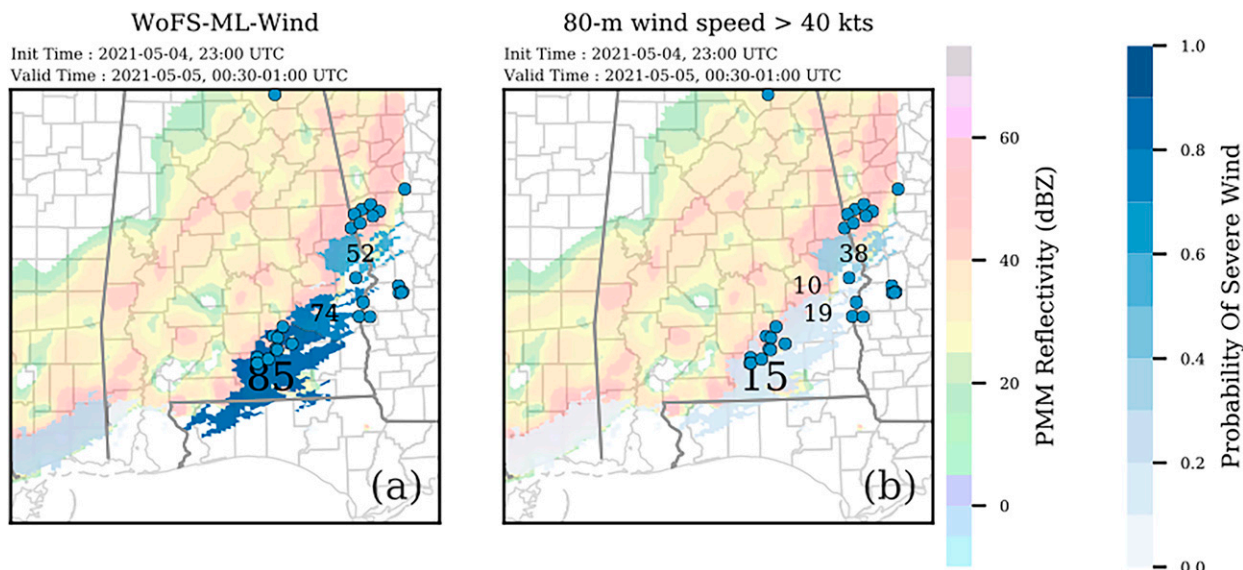 WoFS-ML-Wind
Init Time : 2021-05-04, 23:00 UTC
Valid Time : 2021-05-05, 00:30-01:00 UTC
52
74
85
(a)
80-m wind speed > 40 kts
Init Time : 2021-05-04, 23:00 UTC
Valid Time : 2021-05-05, 00:30-01:00 UTC
38
10
19
15
(b)
60
40
20
0
PMM Reflectivity (dBZ)
1.0
0.8
0.6
0.4
0.2
0.0
Probability Of Severe Wind